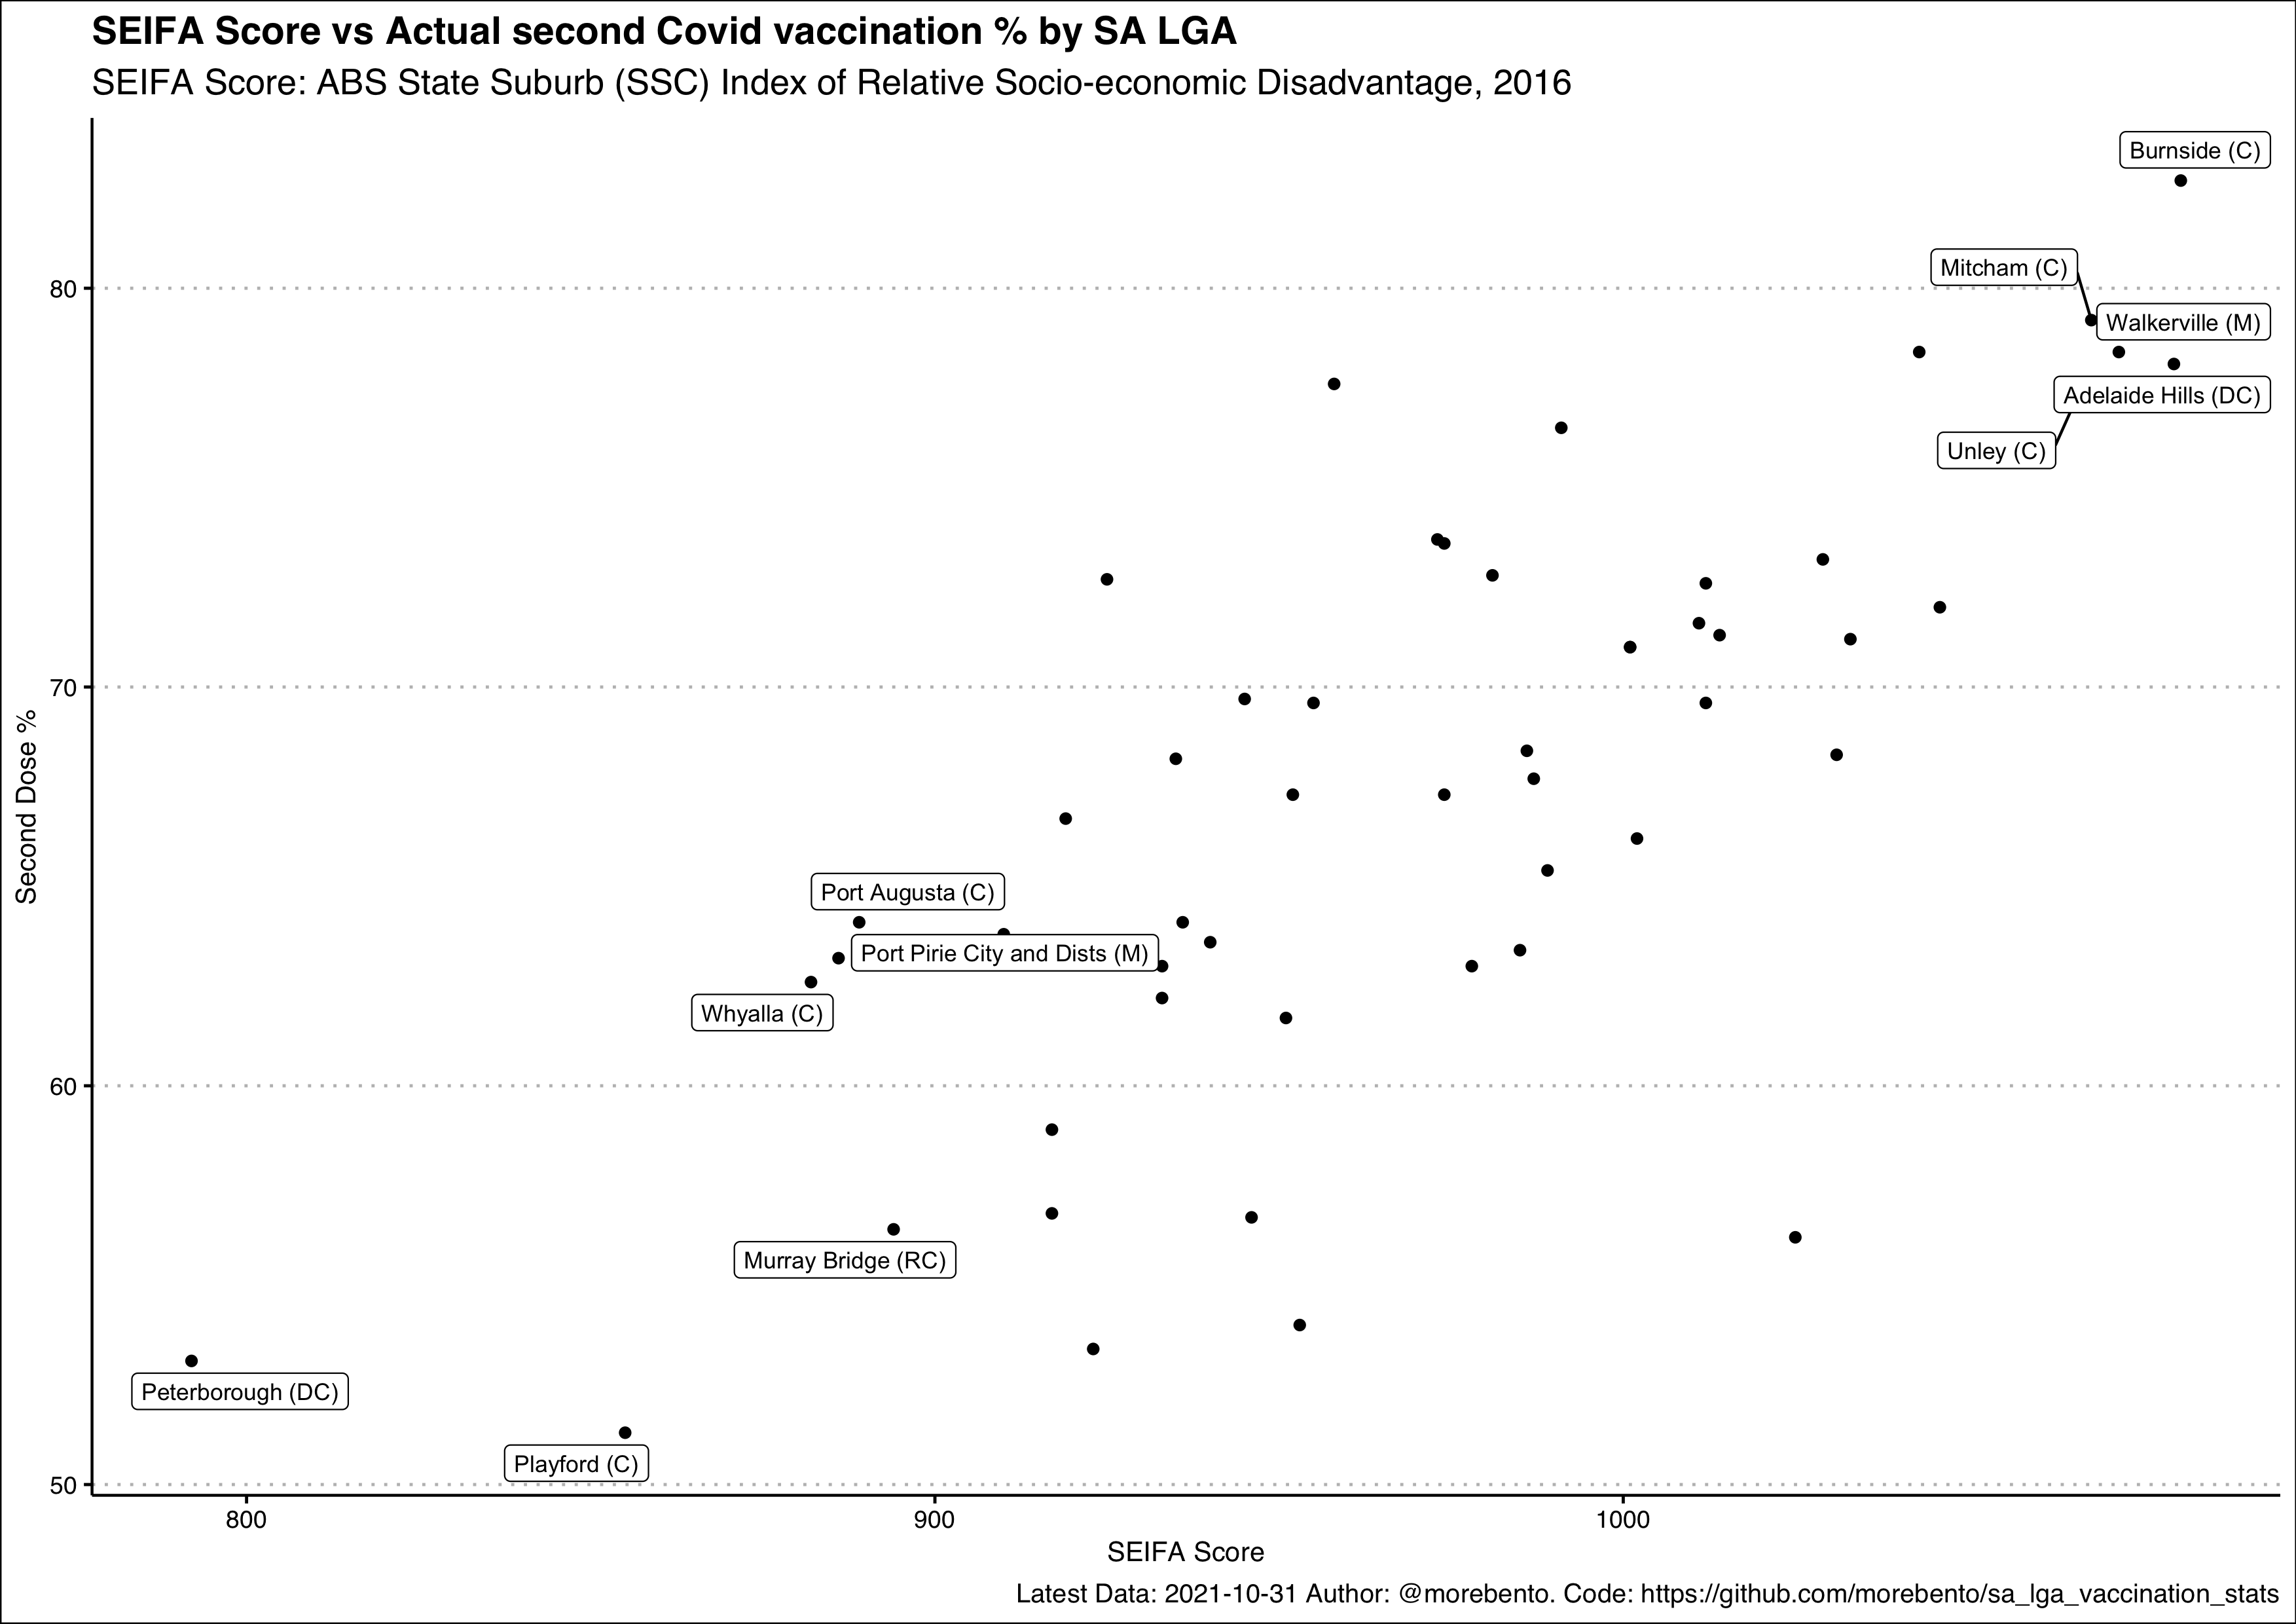 SEIFA Score vs Actual second Covid vaccination % by SA LGA
SEIFA Score: ABS State Suburb (SSC) Index of Relative Socio-economic Disadvantage, 2016
Burnside (C)
Mitcham (C)
80
Walkerville (M)
Adelaide Hills (DC)
Unley (C)
70
Second Dose %
Port Augusta (C)
Port Pirie City and Dists (M)
Whyalla (C)
60
Murray Bridge (RC)
Peterborough (DC)
Playford (C)
50
800
900
1000
SEIFA Score
Latest Data: 2021-10-31 Author: @morebento. Code: https://github.com/morebento/sa_lga_vaccination_stats